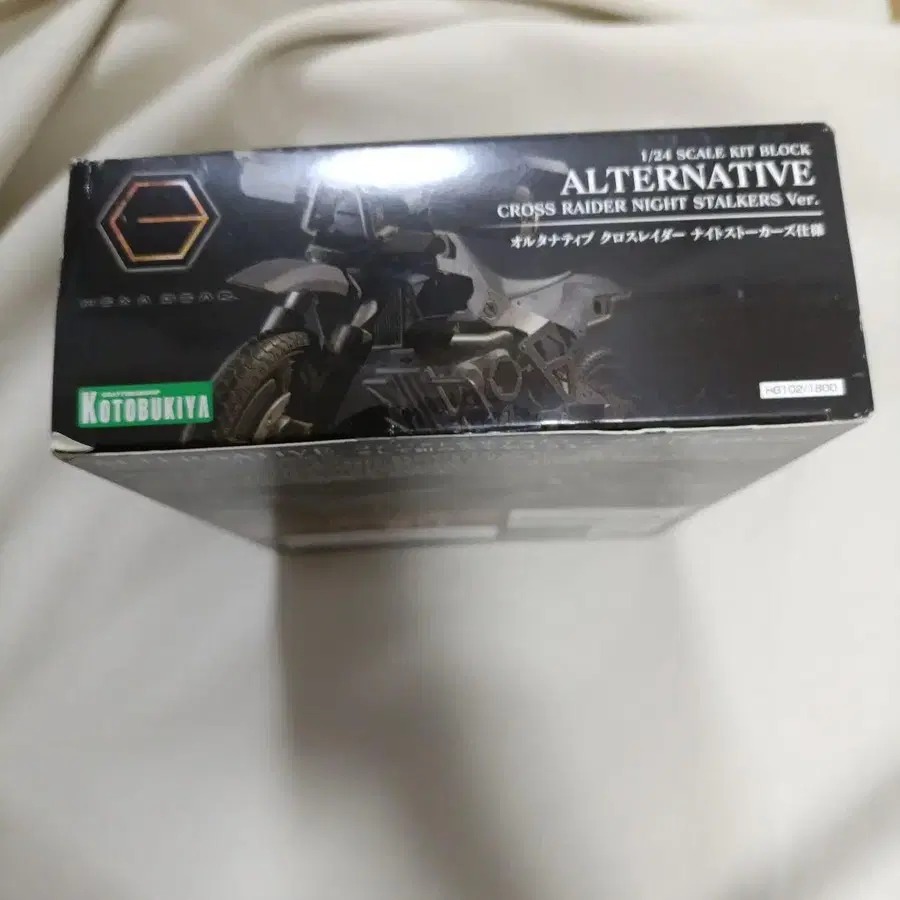 1/24 SCALE KIT BLOCK
ALTERNATIVE
CROSS RAIDER NIGHT STALKERS Ver.
オルタナティブ クロスレイダー ナイトストーカーズ仕様
HEXA GEAR
KOTOBUKIYA
HG102/1800
ALTERNATIVE